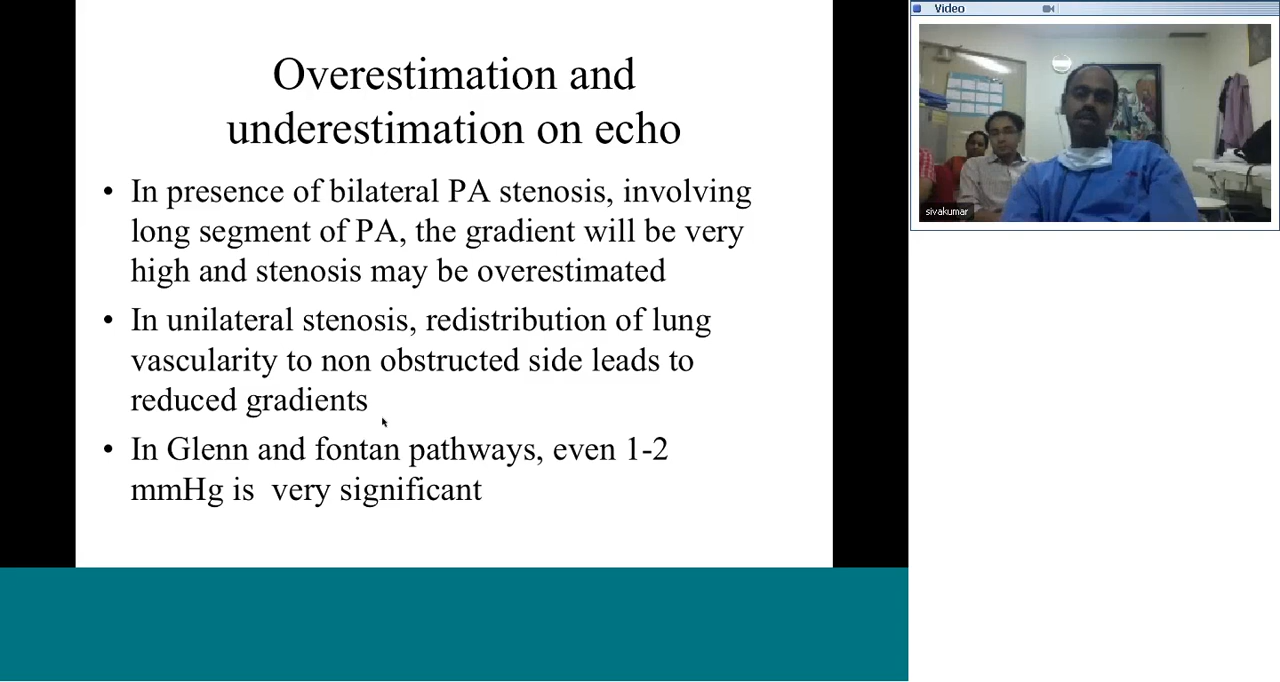 Overestimation and
underestimation on echo
• In presence of bilateral PA stenosis, involving
long segment of PA, the gradient will be very
high and stenosis may be overestimated
• In unilateral stenosis, redistribution of lung
vascularity to non obstructed side leads to
reduced gradients
• In Glenn and fontan pathways, even 1-2
mmHg is very significant
Video
sivakumar